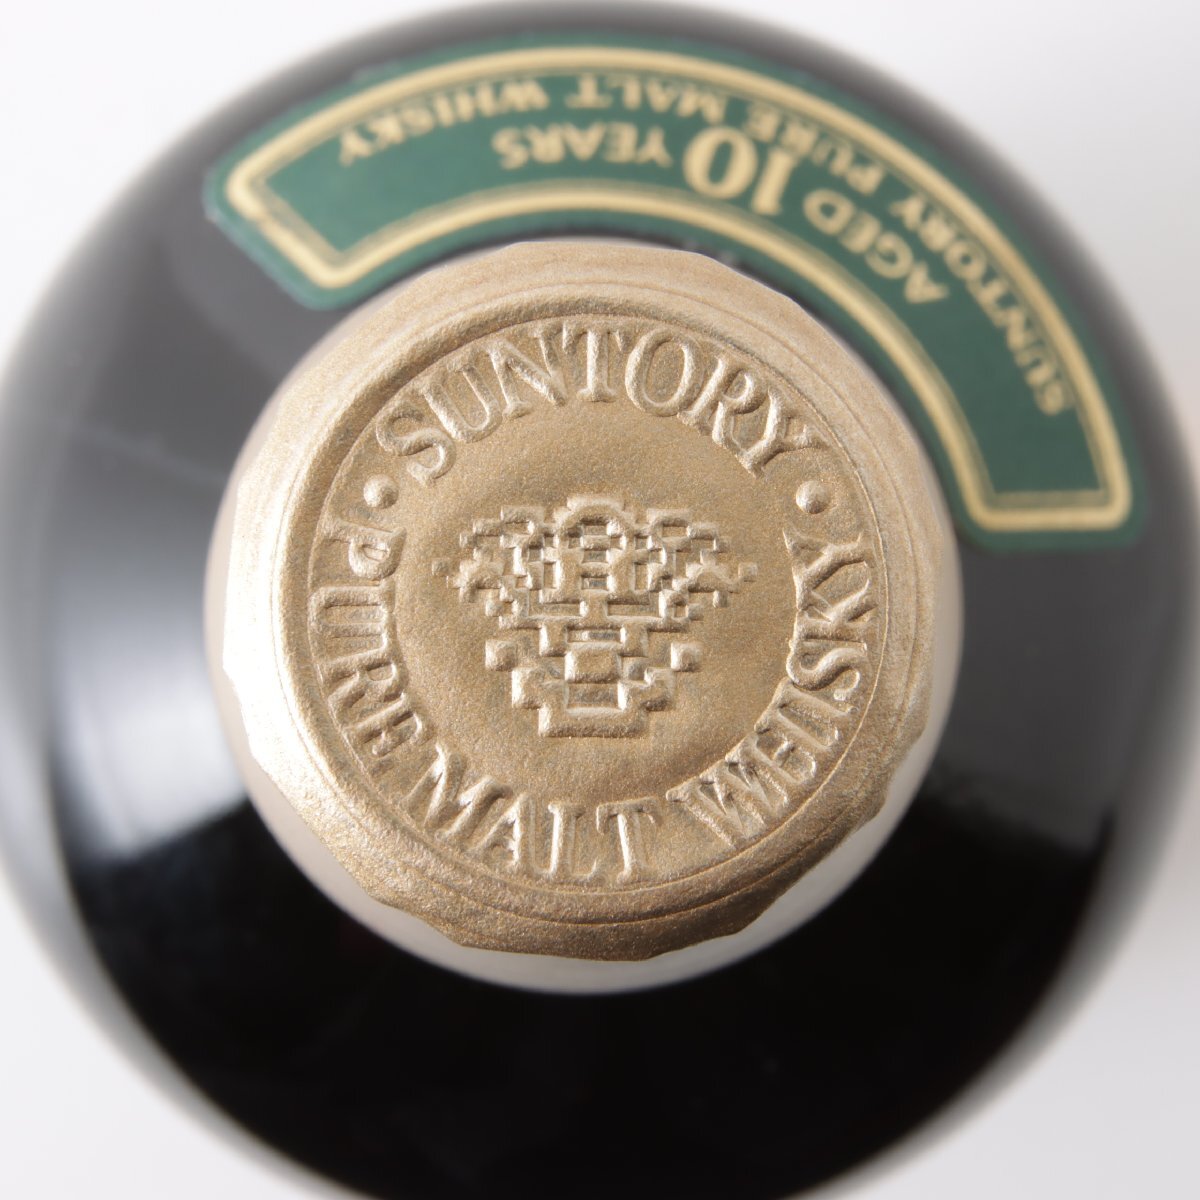 AGED 10 YEARS
SUNTORY PURE MALT WHISKY
SUNTORY
PURE MALT WHISKY